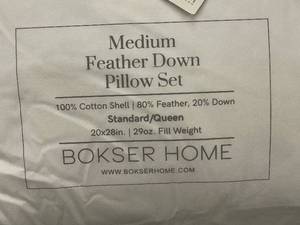 Medium
Feather Down
Pillow Set
100% Cotton Shell | 80% Feather, 20% Down
Standard/Queen
20x28in. | 29oz. Fill Weight
BOKSER HOME
WWW.BOKSERHOME.COM